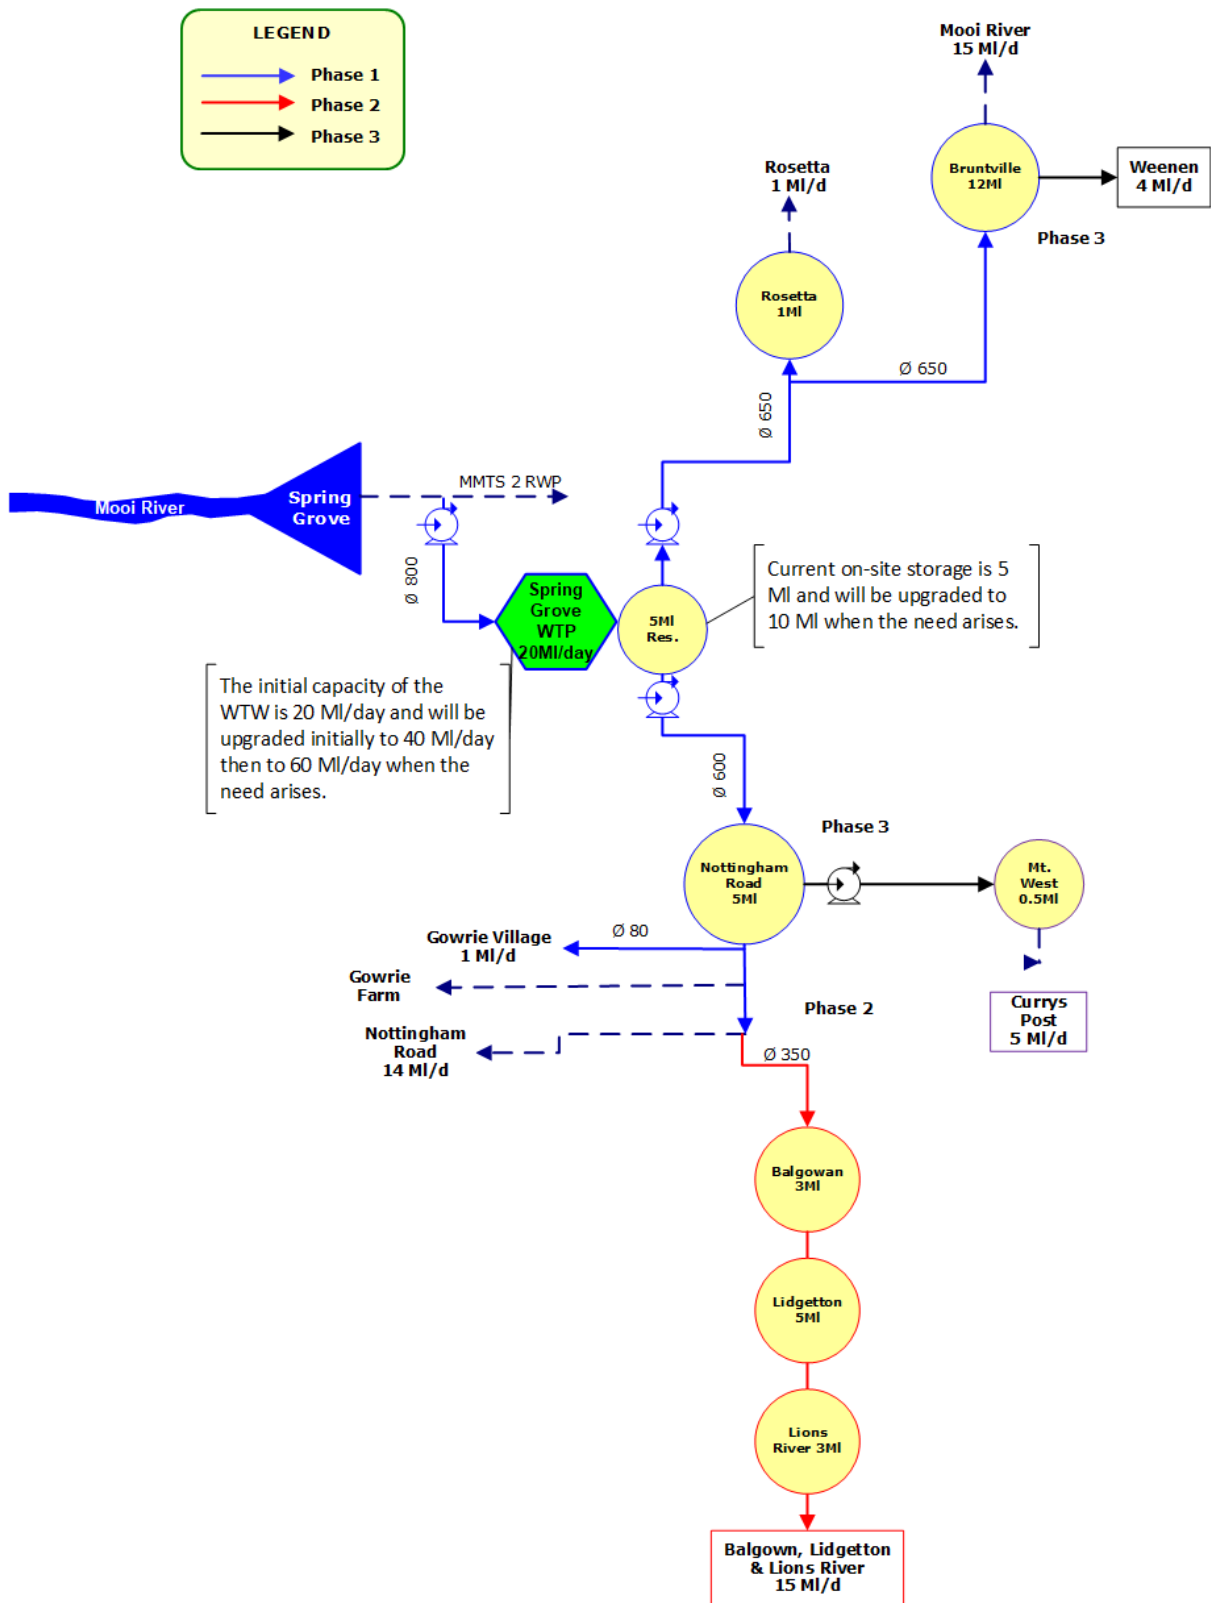 LEGEND
Phase 1
Phase 2
Phase 3
Mooi River
15 Ml/d
Rosetta
1 Ml/d
Bruntville
12Ml
Weenen
4 Ml/d
Phase 3
Rosetta
1Ml
Ø 650
Ø 650
MMTS 2 RWP
Mooi River
Spring
Grove
Ø 800
Spring
Grove
WTP
20Ml/day
5Ml
Res.
Current on-site storage is 5
Ml and will be upgraded to
10 Ml when the need arises.
The initial capacity of the
WTW is 20 Ml/day and will be
upgraded initially to 40 Ml/day
then to 60 Ml/day when the
need arises.
Ø 600
Phase 3
Nottingham
Road
5Ml
Mt.
West
0.5Ml
Ø 80
Gowrie Village
1 Ml/d
Gowrie
Farm
Phase 2
Currys
Post
5 Ml/d
Nottingham
Road
14 Ml/d
Ø 350
Balgowan
3Ml
Lidgetton
5Ml
Lions
River 3Ml
Balgown, Lidgetton
& Lions River
15 Ml/d